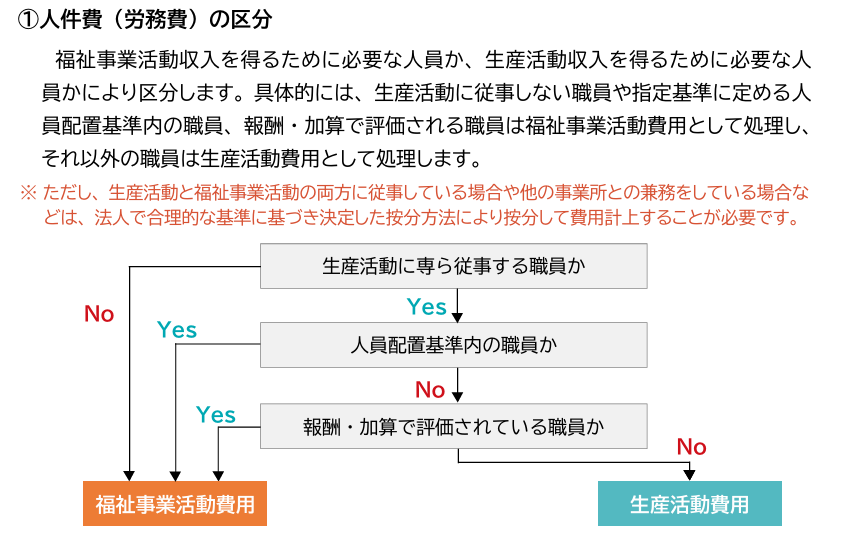 ①人件費（労務費）の区分
福祉事業活動収入を得るために必要な人員か、生産活動収入を得るために必要な人
員かにより区分します。具体的には、生産活動に従事しない職員や指定基準に定める人
員配置基準内の職員、報酬・加算で評価される職員は福祉事業活動費用として処理し、
それ以外の職員は生産活動費用として処理します。
※ ただし、生産活動と福祉事業活動の両方に従事している場合や他の事業所との兼務をしている場合な
どは、法人で合理的な基準に基づき決定した按分方法により按分して費用計上することが必要です。
生産活動に専ら従事する職員か
No
Yes
Yes
人員配置基準内の職員か
No
Yes
報酬・加算で評価されている職員か
No
福祉事業活動費用
生産活動費用